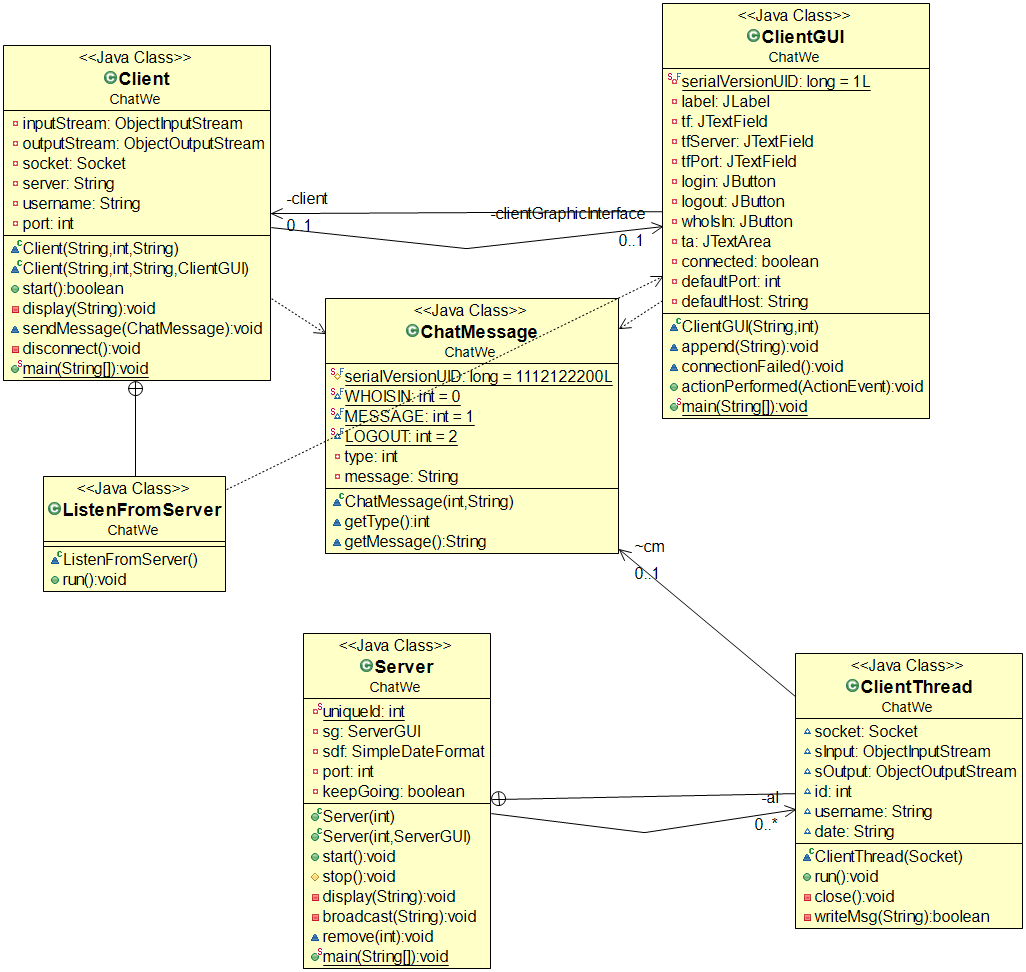 <<Java Class>>
Client
ChatWe
inputStream: ObjectInputStream
outputStream: ObjectOutputStream
socket: Socket
server: String
username: String
port: int
Client(String,int,String)
Client(String,int,String,ClientGUI)
start():boolean
display(String):void
sendMessage(ChatMessage):void
disconnect():void
main(String[]):void
<<Java Class>>
ClientGUI
ChatWe
serialVersionUID: long = 1L
label: JLabel
tf: JTextField
tfServer: JTextField
tfPort: JTextField
login: JButton
logout: JButton
whoIsIn: JButton
ta: JTextArea
connected: boolean
defaultPort: int
defaultHost: String
ClientGUI(String,int)
append(String):void
connectionFailed():void
actionPerformed(ActionEvent):void
main(String[]):void
-client
0..1
-clientGraphicInterface
0..1
<<Java Class>>
ChatMessage
ChatWe
serialVersionUID: long = 1112122200L
WHOISIN: int = 0
MESSAGE: int = 1
LOGOUT: int = 2
type: int
message: String
ChatMessage(int,String)
getType():int
getMessage():String
<<Java Class>>
ListenFromServer
ChatWe
ListenFromServer()
run():void
~cm
0..1
<<Java Class>>
Server
ChatWe
uniqueId: int
sg: ServerGUI
sdf: SimpleDateFormat
port: int
keepGoing: boolean
Server(int)
Server(int,ServerGUI)
start():void
stop():void
display(String):void
broadcast(String):void
remove(int):void
main(String[]):void
-al
0..*
<<Java Class>>
ClientThread
ChatWe
socket: Socket
sInput: ObjectInputStream
sOutput: ObjectOutputStream
id: int
username: String
date: String
ClientThread(Socket)
run():void
close():void
writeMsg(String):boolean